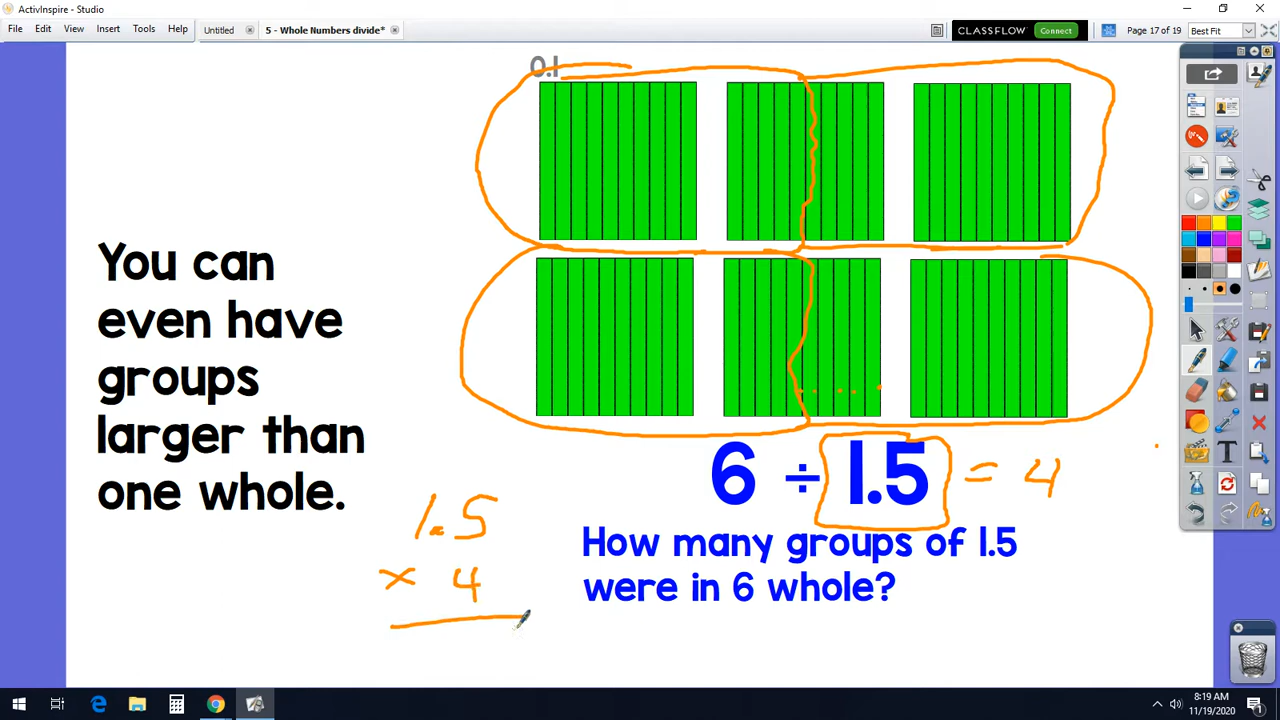 ActivInspire - Studio
File Edit View Insert Tools Help
Untitled
5 - Whole Numbers divide*
CLASSFLOW Connect
Page 17 of 19
Best Fit
0.1
You can
even have
groups
larger than
one whole.
6 ÷ 1.5 = 4
How many groups of 1.5
were in 6 whole?
1.5
× 4
8:19 AM
11/19/2020